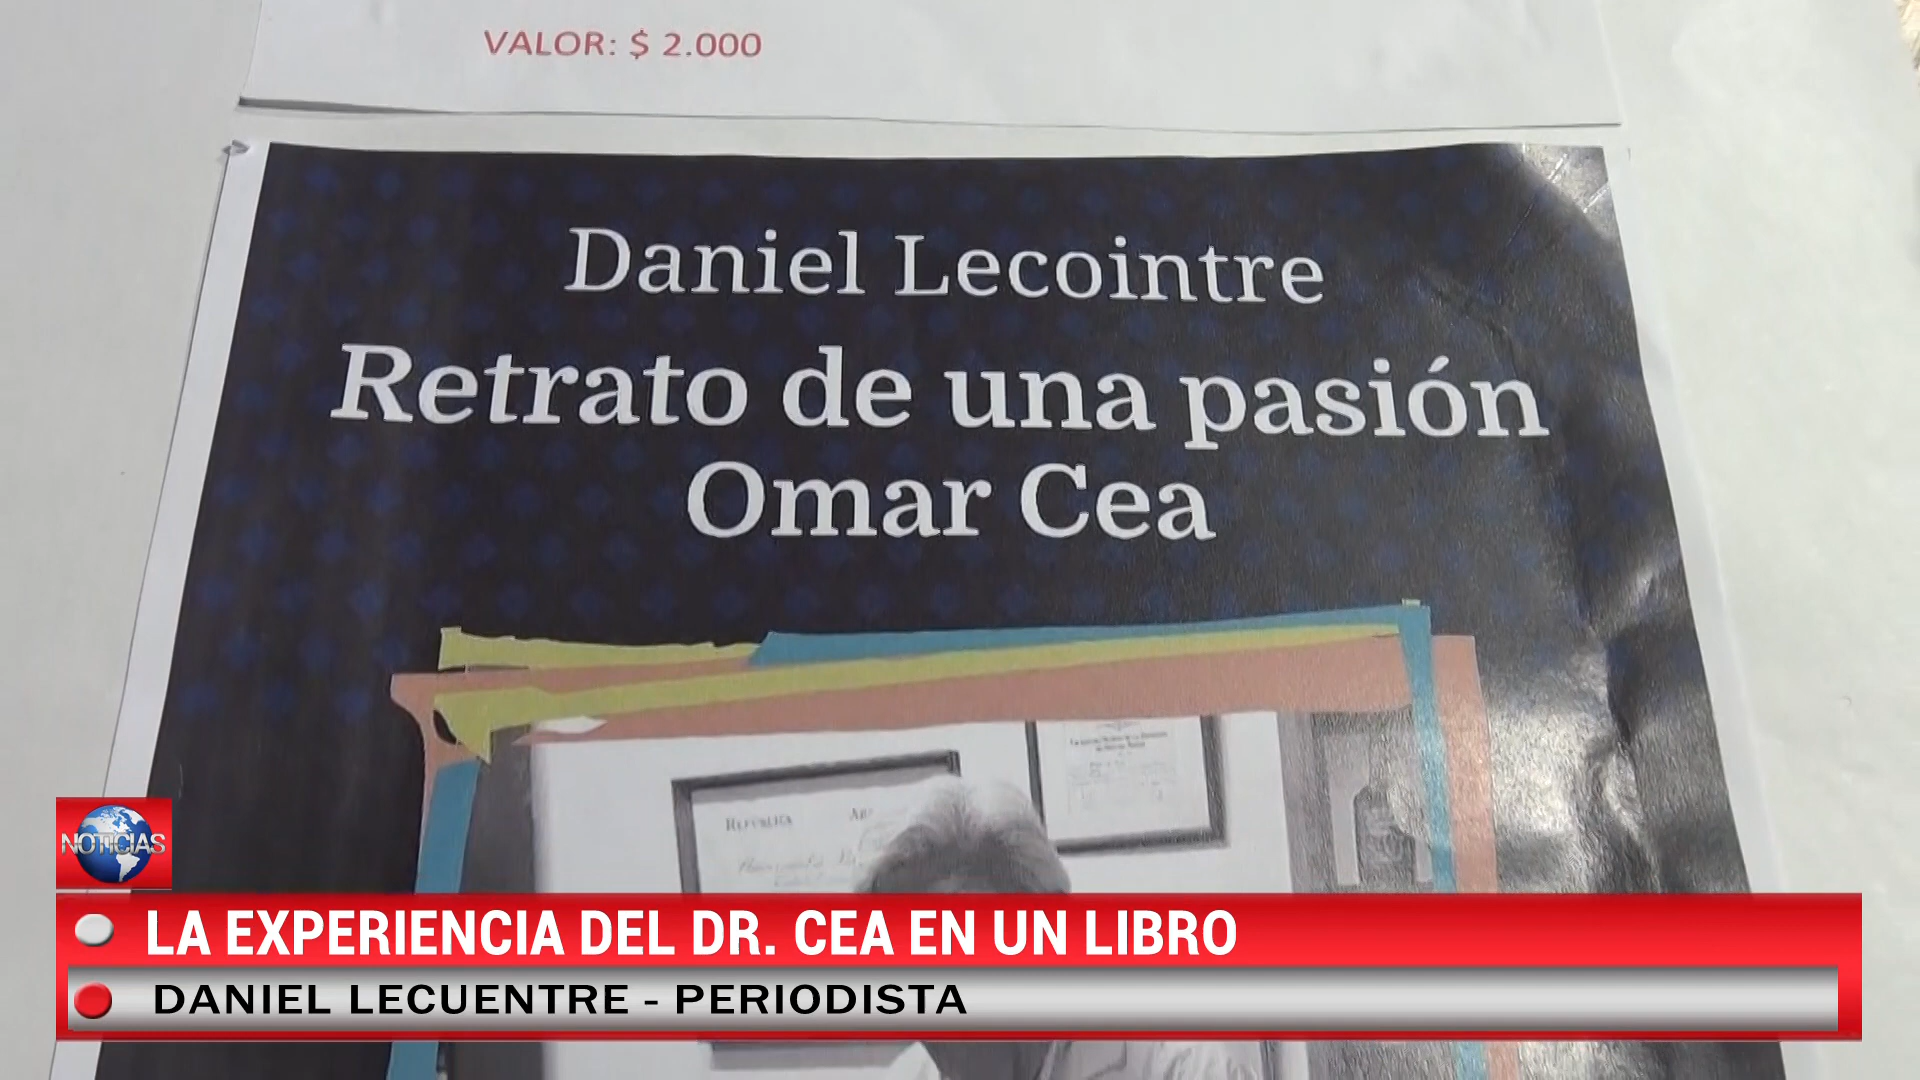 VALOR: $ 2.000
Daniel Lecointre
Retrato de una pasión
Omar Cea
REPÚBLICA
NOTICIAS
LA EXPERIENCIA DEL DR. CEA EN UN LIBRO
DANIEL LECUENTRE - PERIODISTA